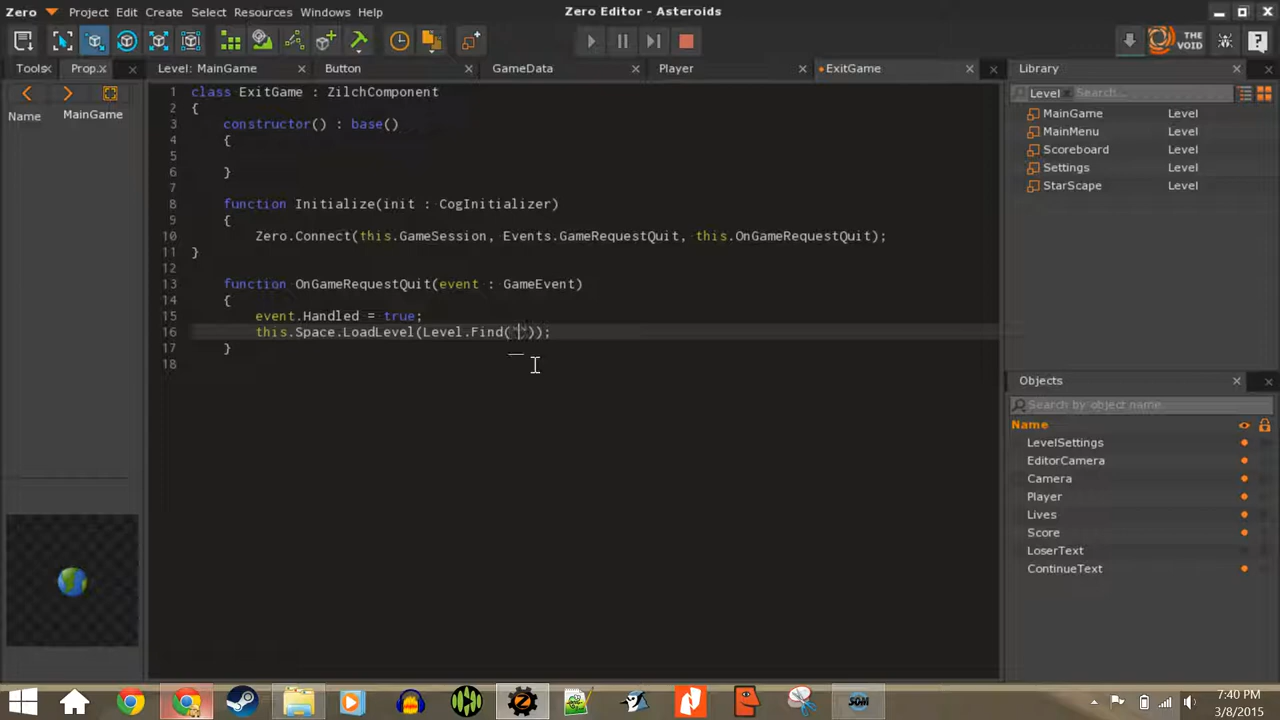 Zero Project Edit Create Select Resources Windows Help Zero Editor - Asteroids
THE VOID
Tools Prop. Level: MainGame Button GameData Player ExitGame Library
Name MainGame
Level Search...
MainGame Level
MainMenu Level
Scoreboard Level
Settings Level
StarScape Level
1 class ExitGame : ZilchComponent
2 {
3 constructor() : base()
4 {
5
6 }
7
8 function Initialize(init : CogInitializer)
9 {
10 Zero.Connect(this.GameSession, Events.GameRequestQuit, this.OnGameRequestQuit);
11 }
12
13 function OnGameRequestQuit(event : GameEvent)
14 {
15 event.Handled = true;
16 this.Space.LoadLevel(Level.Find(""));
17 }
18
Objects
Search by object name.
Name
LevelSettings
EditorCamera
Camera
Player
Lives
Score
LoserText
ContinueText
SOM
7:40 PM
3/8/2015